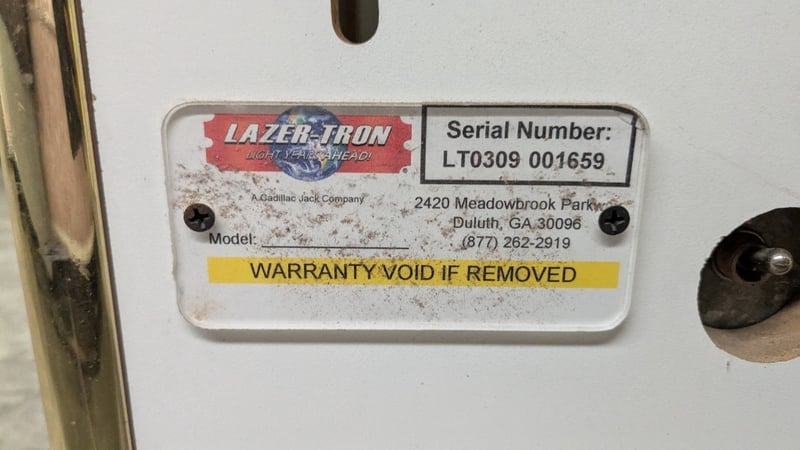 LAZER-TRON
LIGHT YEARS AHEAD!
A Cadillac Jack Company
Model:
Serial Number:
LT0309 001659
2420 Meadowbrook Park
Duluth, GA 30096
(877) 262-2919
WARRANTY VOID IF REMOVED